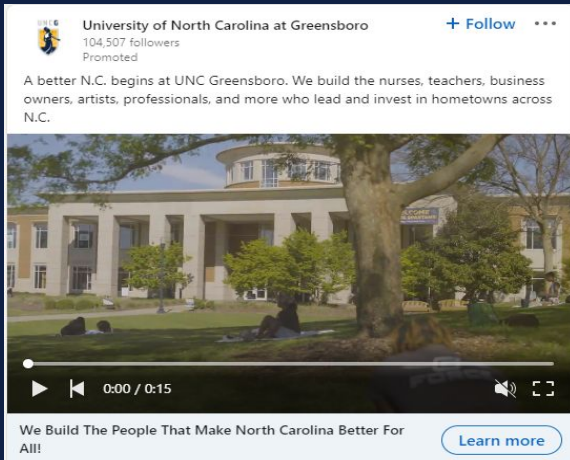 UNCG
University of North Carolina at Greensboro
+ Follow
104,507 followers
Promoted
A better N.C. begins at UNC Greensboro. We build the nurses, teachers, business
owners, artists, professionals, and more who lead and invest in hometowns across
N.C.
0:00 / 0:15
We Build The People That Make North Carolina Better For
All!
Learn more